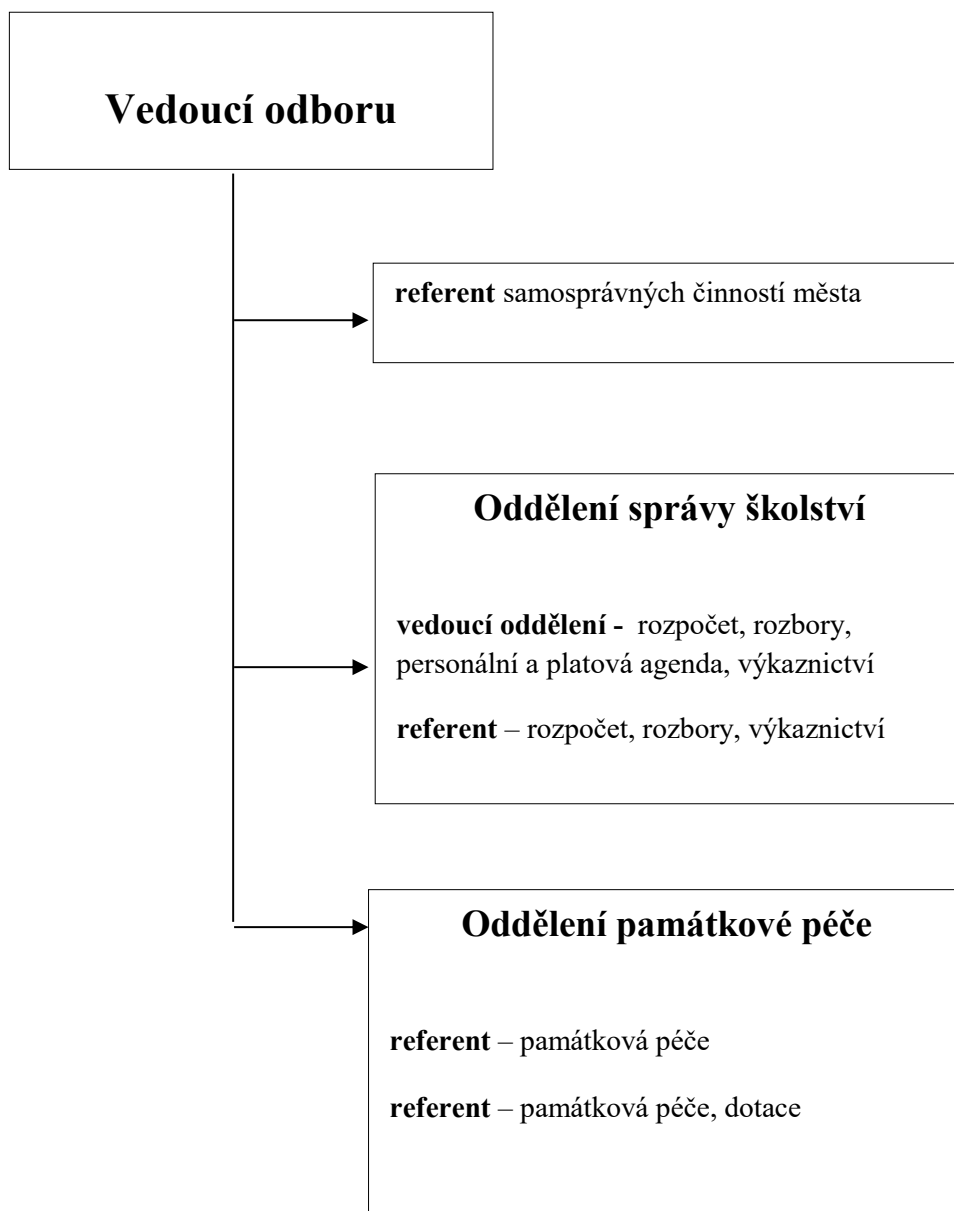 Vedoucí odboru
referent samosprávných činností města
Oddělení správy školství
vedoucí oddělení - rozpočet, rozbory,
personální a platová agenda, výkaznictví
referent – rozpočet, rozbory, výkaznictví
Oddělení památkové péče
referent – památková péče
referent – památková péče, dotace